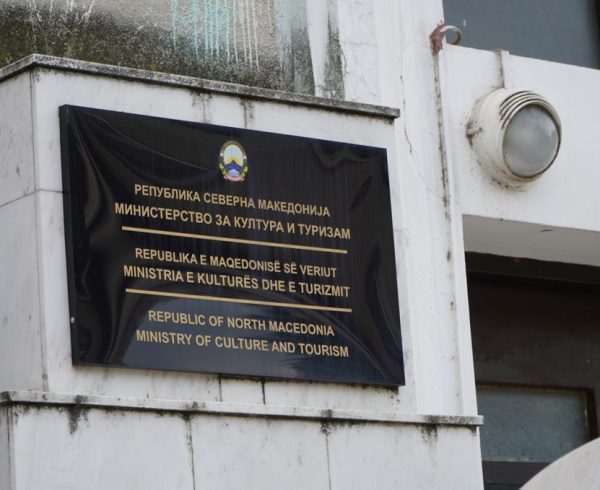 РЕПУБЛИКА СЕВЕРНА МАКЕДОНИЈА
МИНИСТЕРСТВО ЗА КУЛТУРА И ТУРИЗАМ
REPUBLIKA E MAQEDONISË SË VERIUT
MINISTRIA E KULTURËS DHE E TURIZMIT
REPUBLIC OF NORTH MACEDONIA
MINISTRY OF CULTURE AND TOURISM